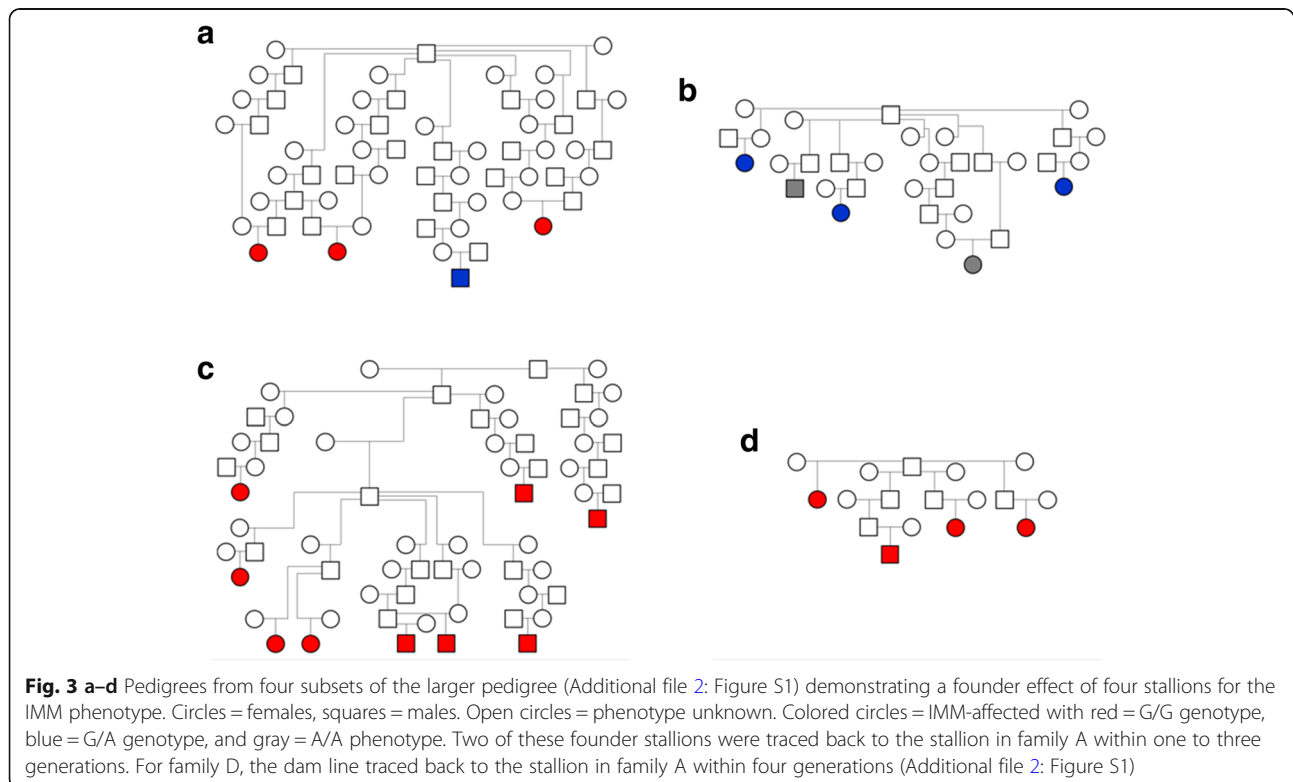 a
b
c
d
Fig. 3 a–d Pedigrees from four subsets of the larger pedigree (Additional file 2: Figure S1) demonstrating a founder effect of four stallions for the
IMM phenotype. Circles = females, squares = males. Open circles = phenotype unknown. Colored circles = IMM-affected with red = G/G genotype,
blue = G/A genotype, and gray = A/A phenotype. Two of these founder stallions were traced back to the stallion in family A within one to three
generations. For family D, the dam line traced back to the stallion in family A within four generations (Additional file 2: Figure S1)